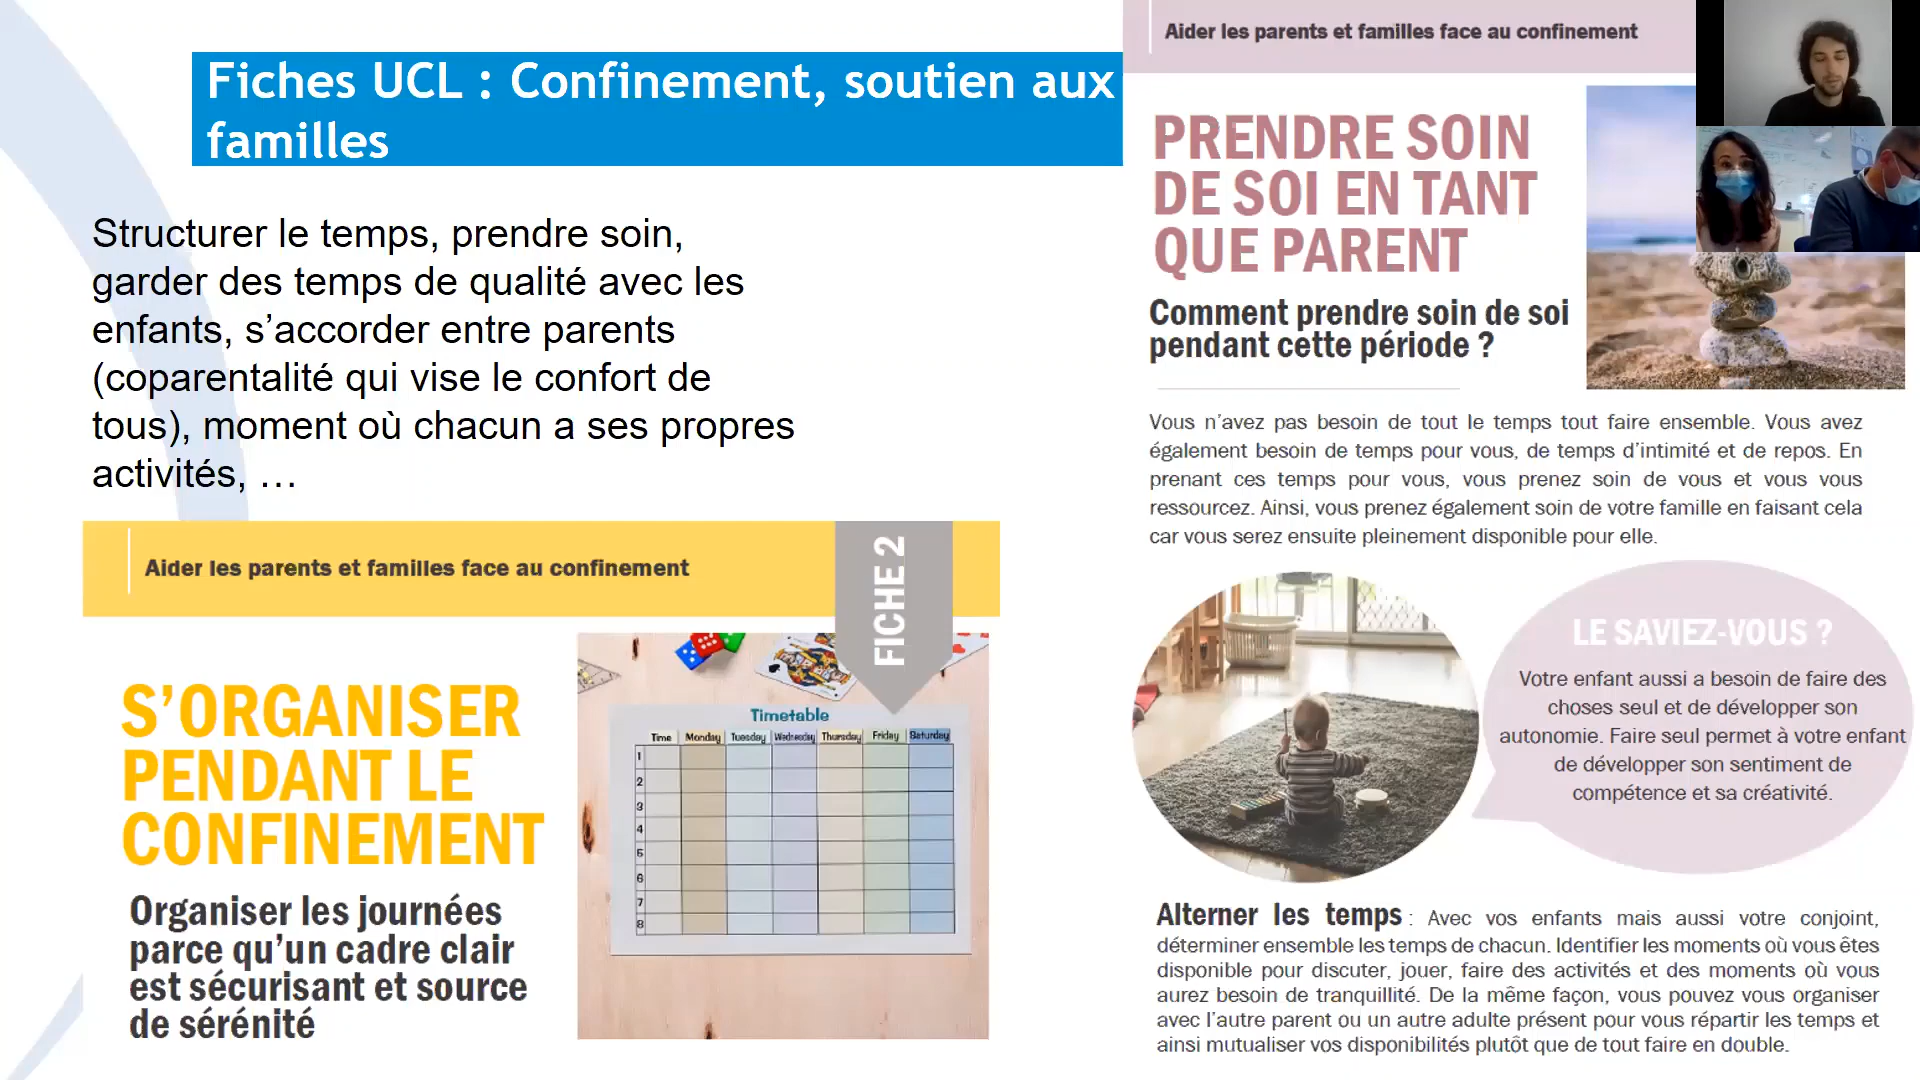 Fiches UCL : Confinement, soutien aux
familles
Structurer le temps, prendre soin,
garder des temps de qualité avec les
enfants, s’accorder entre parents
(coparentalité qui vise le confort de
tous), moment où chacun a ses propres
activités, …
Aider les parents et familles face au confinement
FICHE 2
S’ORGANISER
PENDANT LE
CONFINEMENT
Organiser les journées
parce qu’un cadre clair
est sécurisant et source
de sérénité
Timetable
Time Monday Tuesday Wednesday Thursday Friday Saturday
1
2
3
4
5
6
7
8
Aider les parents et familles face au confinement
PRENDRE SOIN
DE SOI EN TANT
QUE PARENT
Comment prendre soin de soi
pendant cette période ?
Vous n’avez pas besoin de tout le temps tout faire ensemble. Vous avez
également besoin de temps pour vous, de temps d’intimité et de repos. En
prenant ces temps pour vous, vous prenez soin de vous et vous vous
ressourcez. Ainsi, vous prenez également soin de votre famille en faisant cela
car vous serez ensuite pleinement disponible pour elle.
LE SAVIEZ-VOUS ?
Votre enfant aussi a besoin de faire des
choses seul et de développer son
autonomie. Faire seul permet à votre enfant
de développer son sentiment de
compétence et sa créativité.
Alterner les temps : Avec vos enfants mais aussi votre conjoint,
déterminer ensemble les temps de chacun. Identifier les moments où vous êtes
disponible pour discuter, jouer, faire des activités et des moments où vous
aurez besoin de tranquillité. De la même façon, vous pouvez vous organiser
avec l’autre parent ou un autre adulte présent pour vous répartir les temps et
ainsi mutualiser vos disponibilités plutôt que de tout faire en double.